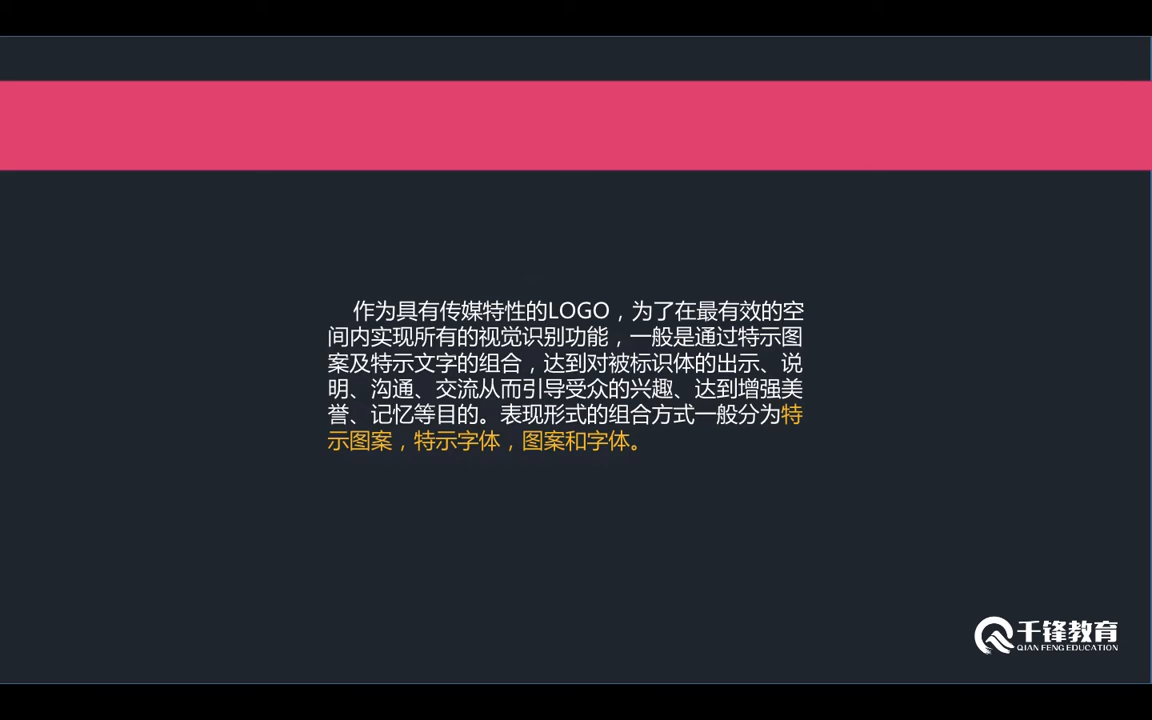 作为具有传媒特性的LOGO，为了在最有效的空
间内实现所有的视觉识别功能，一般是通过特示图
案及特示文字的组合，达到对被标识体的出示、说
明、沟通、交流从而引导受众的兴趣、达到增强美
誉、记忆等目的。表现形式的组合方式一般分为特
示图案，特示字体，图案和字体。
千锋教育
QIAN FENG EDUCATION